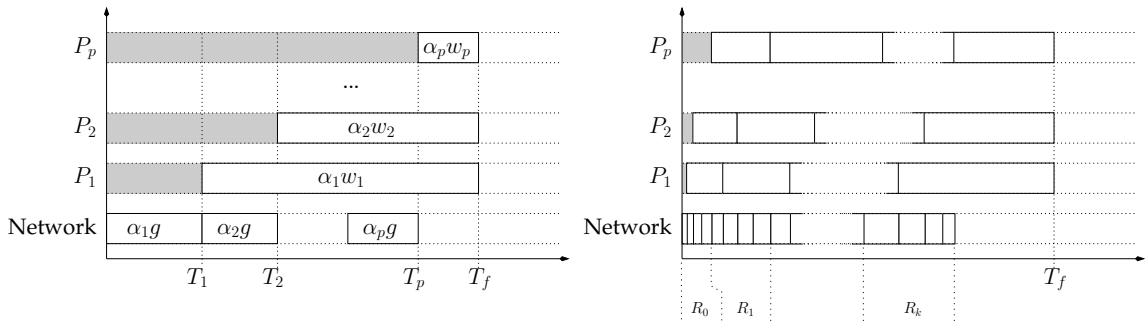 P_p α_p w_p
...
P_2 α_2 w_2
P_1 α_1 w_1
Network α_1 g α_2 g α_p g
T_1 T_2 T_p T_f
P_p
P_2
P_1
Network
T_f
R_0 R_1 R_k